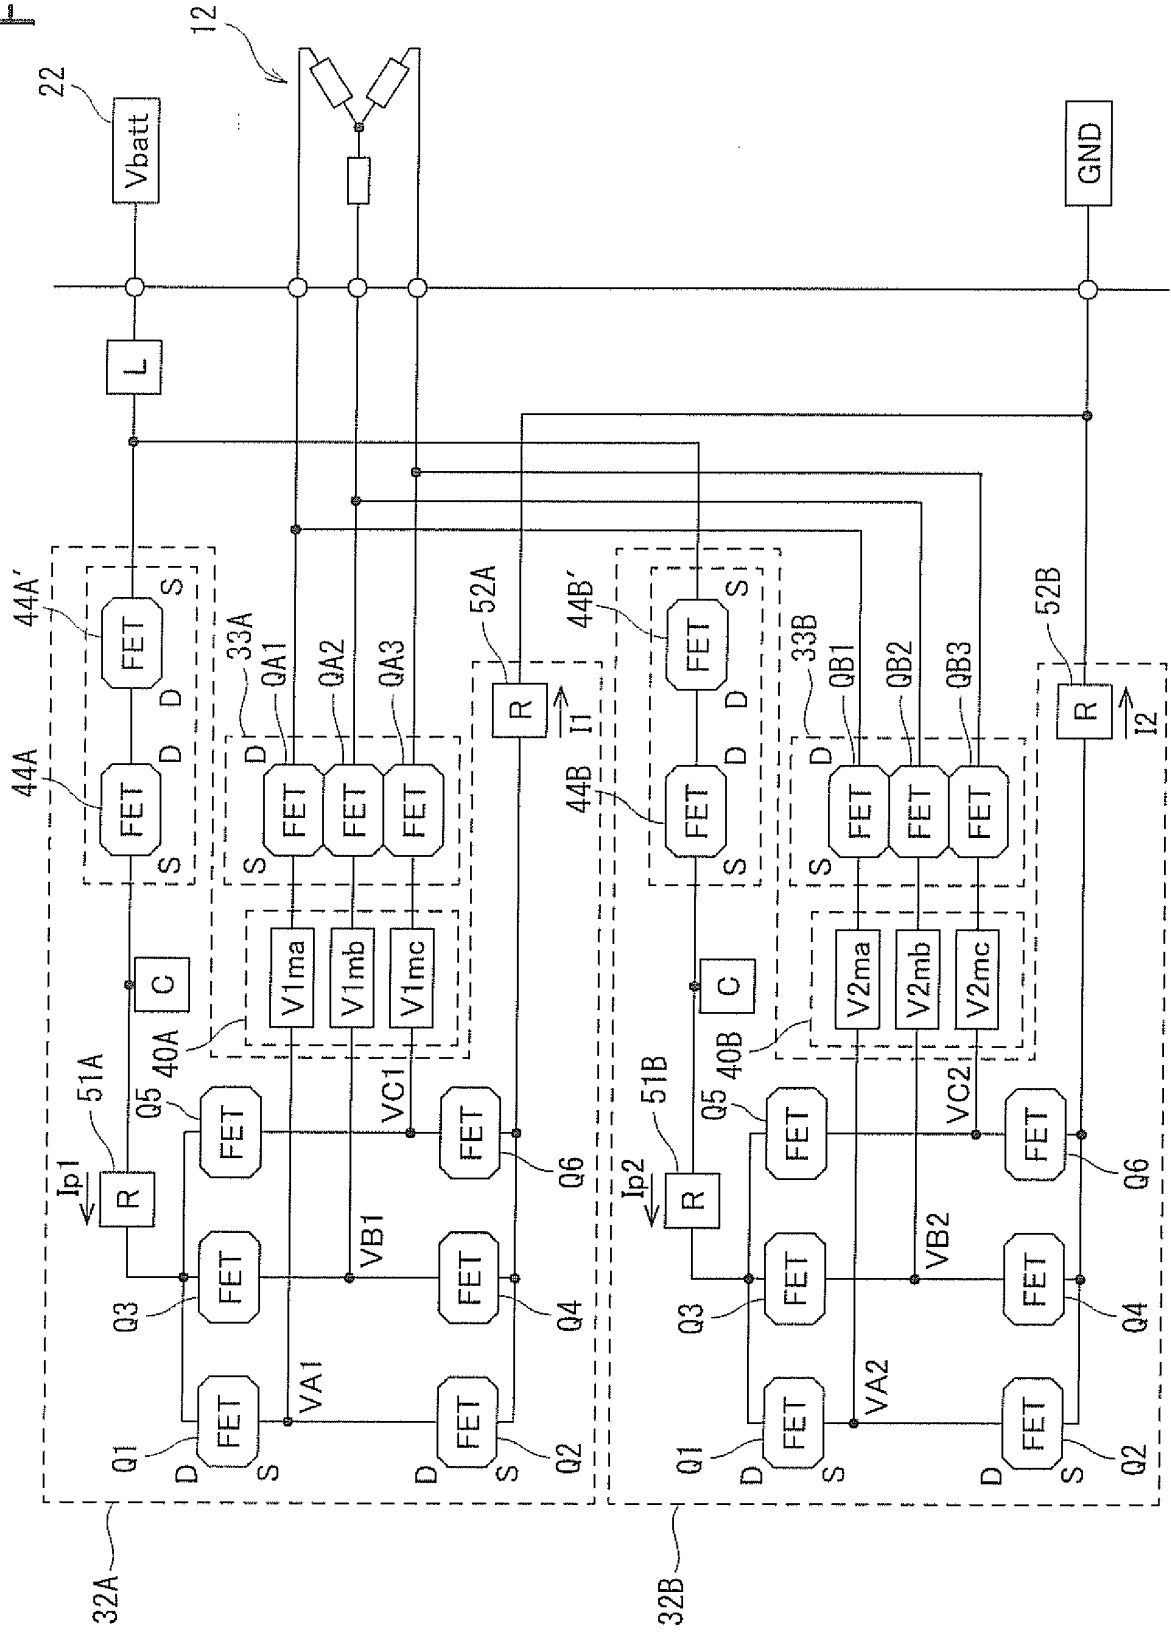 44A
44A'
22
Ip1
51A
32A
R
FET
FET
L
Vbatt
Q1
Q3
Q5
C
S
D
D
S
40A
12
D
FET
FET
FET
33A
S
D
S
QA1
V1ma
FET
VA1
QA2
V1mb
FET
VB1
QA3
VC1
V1mc
FET
D
FET
FET
FET
52A
S
R
Q2
Q4
Q6
I1
44B
44B'
Ip2
51B
32B
R
FET
FET
Q1
Q3
Q5
C
S
D
D
S
40B
D
FET
FET
FET
33B
S
D
S
QB1
V2ma
FET
VA2
QB2
V2mb
FET
VB2
QB3
VC2
V2mc
FET
D
FET
FET
FET
52B
S
R
GND
Q2
Q4
Q6
I2